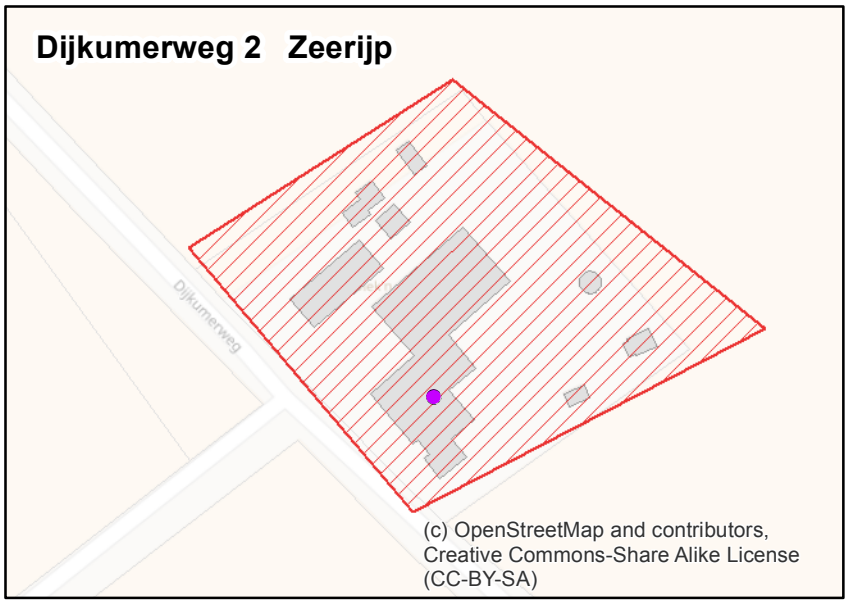 Dijkumerweg 2 Zeerijp
Dijkumerweg
(c) OpenStreetMap and contributors,
Creative Commons-Share Alike License
(CC-BY-SA)